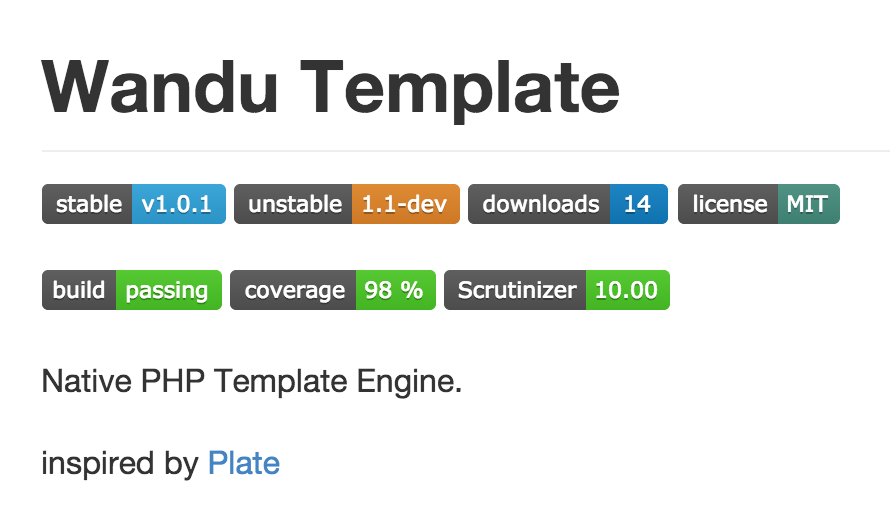 Wandu Template
stable v1.0.1 unstable 1.1-dev downloads 14 license MIT
build passing coverage 98 % Scrutinizer 10.00
Native PHP Template Engine.
inspired by Plate